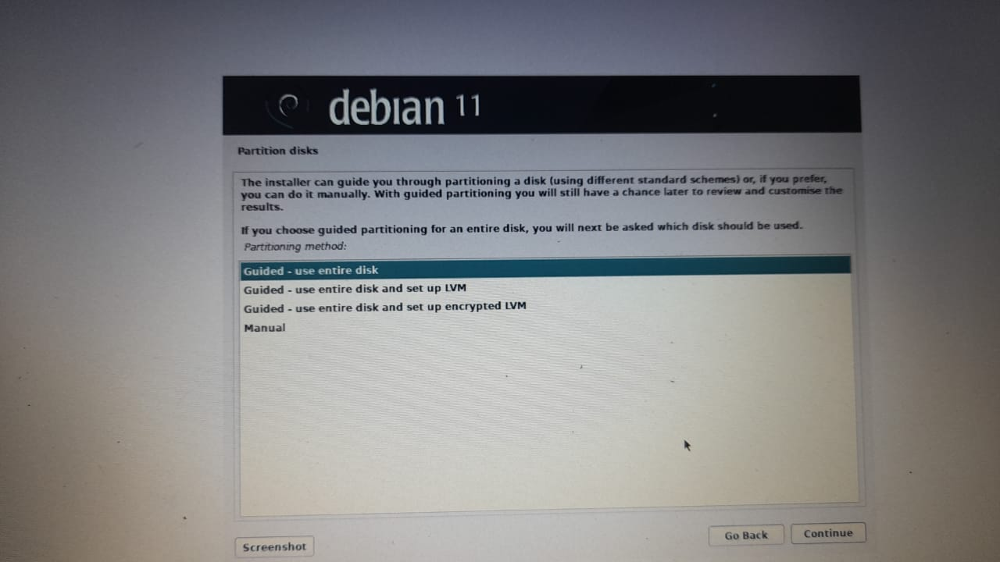 debian 11
Partition disks
The installer can guide you through partitioning a disk (using different standard schemes) or, if you prefer,
you can do it manually. With guided partitioning you will still have a chance later to review and customise the
results.
If you choose guided partitioning for an entire disk, you will next be asked which disk should be used.
Partitioning method:
Guided - use entire disk
Guided - use entire disk and set up LVM
Guided - use entire disk and set up encrypted LVM
Manual
Screenshot
Go Back
Continue